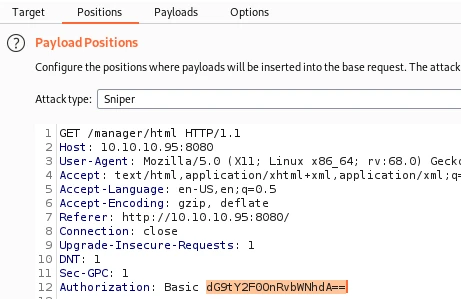 Target Positions Payloads Options
? Payload Positions
Configure the positions where payloads will be inserted into the base request. The attack
Attack type: Sniper
1 GET /manager/html HTTP/1.1
2 Host: 10.10.10.95:8080
3 User-Agent: Mozilla/5.0 (X11; Linux x86_64; rv:68.0) Gecko
4 Accept: text/html,application/xhtml+xml,application/xml;q=
5 Accept-Language: en-US,en;q=0.5
6 Accept-Encoding: gzip, deflate
7 Referer: http://10.10.10.95:8080/
8 Connection: close
9 Upgrade-Insecure-Requests: 1
10 DNT: 1
11 Sec-GPC: 1
12 Authorization: Basic dG9tY2F0OnRvbWNhdA==